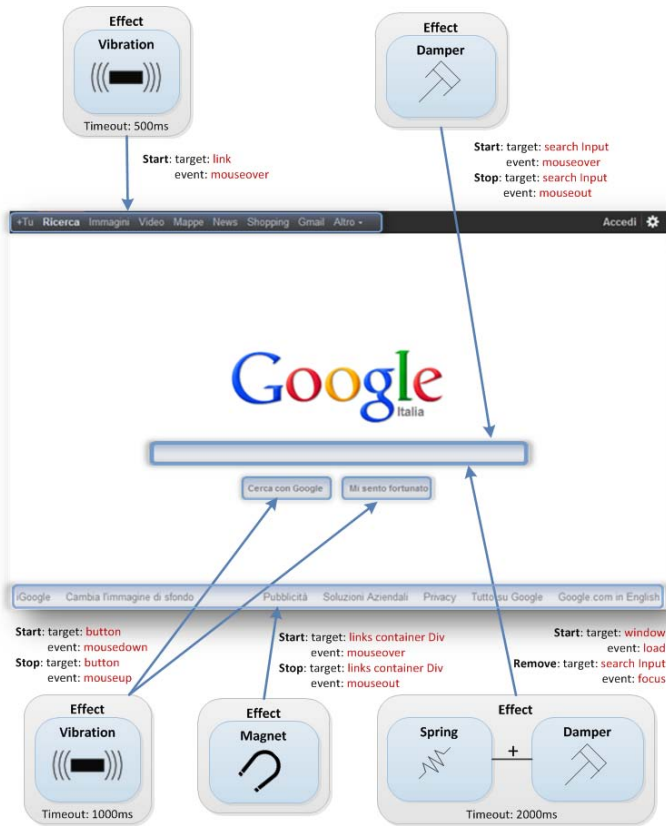 Effect
Vibration
Timeout: 500ms
Effect
Damper
Start: target: link
event: mouseover
Start: target: search Input
event: mouseover
Stop: target: search Input
event: mouseout
+Tu Ricerca Immagini Video Mappe News Shopping Gmail Altro
Accedi
Google
Italia
Cerca con Google
Mi sento fortunato
iGoogle Cambia l'immagine di sfondo Pubblicità Soluzioni Aziendali Privacy Tutto su Google Google.com in English
Start: target: button
event: mousedown
Stop: target: button
event: mouseup
Start: target: links container Div
event: mouseover
Stop: target: links container Div
event: mouseout
Start: target: window
event: load
Remove: target: search Input
event: focus
Effect
Vibration
Timeout: 1000ms
Effect
Magnet
Effect
Spring
+
Damper
Timeout: 2000ms